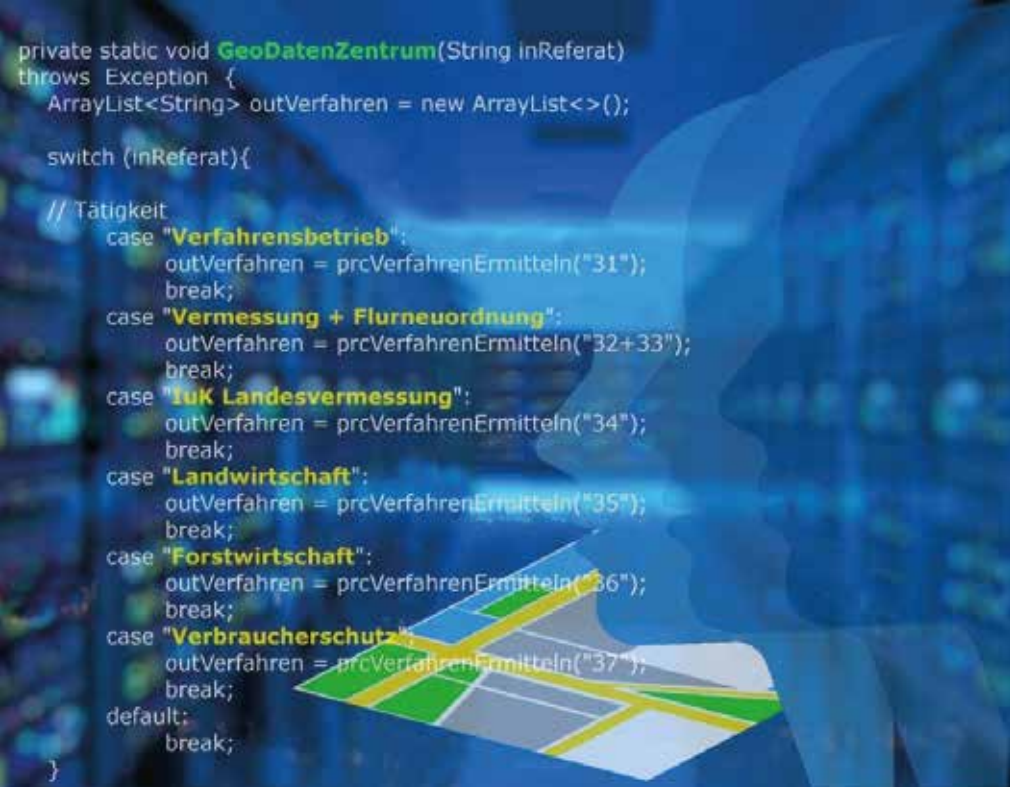 private static void GeoDatenZentrum(String inReferat)
throws Exception {
ArrayList<String> outVerfahren = new ArrayList<>();
switch (inReferat){
// Tätigkeit
case "Verfahrensbetrieb":
outVerfahren = prcVerfahrenErmitteln("31");
break;
case "Vermessung + Flurneuordnung":
outVerfahren = prcVerfahrenErmitteln("32+33");
break;
case "IuK Landesvermessung":
outVerfahren = prcVerfahrenErmitteln("34");
break;
case "Landwirtschaft":
outVerfahren = prcVerfahrenErmitteln("35");
break;
case "Forstwirtschaft":
outVerfahren = prcVerfahrenErmitteln("36");
break;
case "Verbraucherschutz":
outVerfahren = prcVerfahrenErmitteln("37");
break;
default:
break;
}